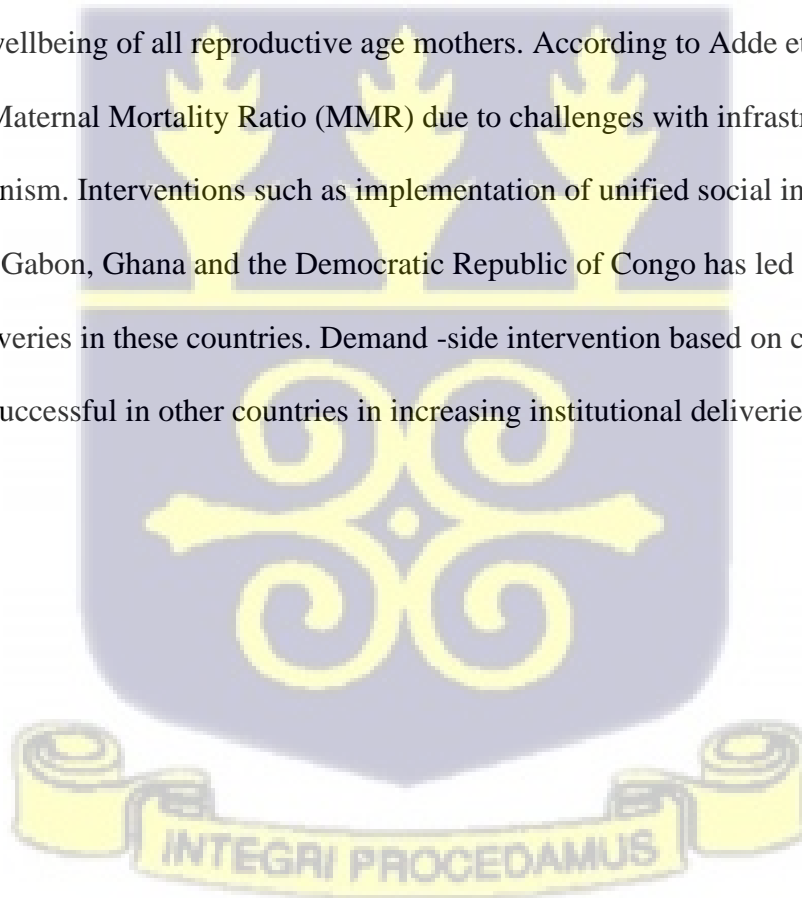 wellbeing of all reproductive age mothers. According to Adde et
Maternal Mortality Ratio (MMR) due to challenges with infrastr
nism. Interventions such as implementation of unified social in
Gabon, Ghana and the Democratic Republic of Congo has led
veries in these countries. Demand -side intervention based on c
successful in other countries in increasing institutional deliverie
INTEGRI PROCEDAMUS